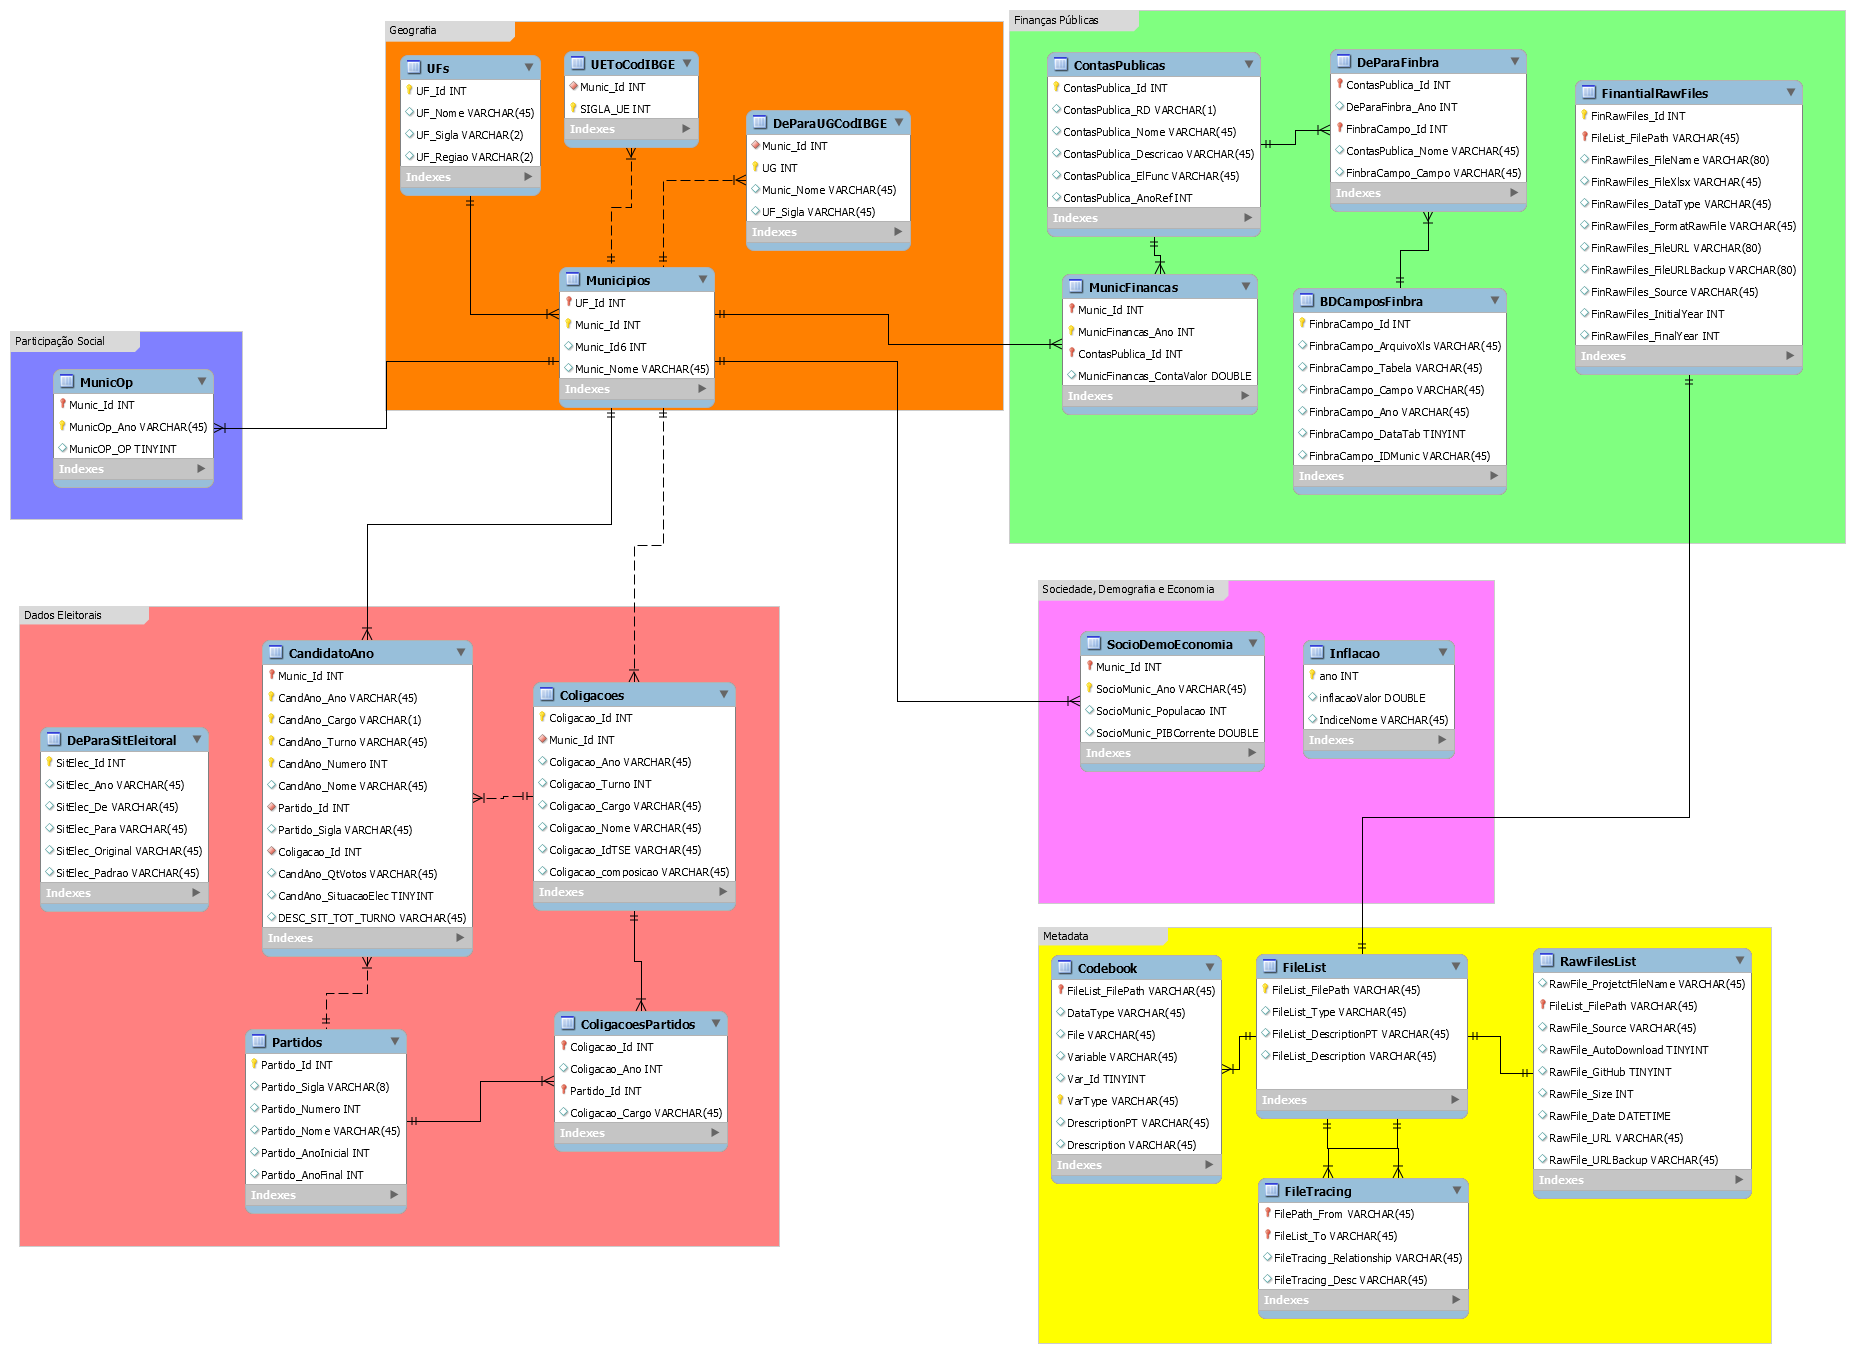 Geografia
UFs
UF_Id INT
UF_Nome VARCHAR(45)
UF_Sigla VARCHAR(2)
UF_Regiao VARCHAR(2)
Indexes
UEToCodIBGE
Munic_Id INT
SIGLA_UE INT
Indexes
DeParaUGCodIBGE
Munic_Id INT
UG INT
Munic_Nome VARCHAR(45)
UF_Sigla VARCHAR(45)
Indexes
Municipios
UF_Id INT
Munic_Id INT
Munic_Id6 INT
Munic_Nome VARCHAR(45)
Indexes
Finanças Públicas
ContasPublicas
ContasPublica_Id INT
ContasPublica_RD VARCHAR(1)
ContasPublica_Nome VARCHAR(45)
ContasPublica_Descricao VARCHAR(45)
ContasPublica_ElFunc VARCHAR(45)
ContasPublica_AnoRef INT
Indexes
DeParaFinbra
ContasPublica_Id INT
DeParaFinbra_Ano INT
FinbraCampo_Id INT
ContasPublica_Nome VARCHAR(45)
FinbraCampo_Campo VARCHAR(45)
Indexes
FinantialRawFiles
FinRawFiles_Id INT
FileList_FilePath VARCHAR(45)
FinRawFiles_FileName VARCHAR(80)
FinRawFiles_FileXlsx VARCHAR(45)
FinRawFiles_DataType VARCHAR(45)
FinRawFiles_FormatRawFile VARCHAR(45)
FinRawFiles_FileURL VARCHAR(80)
FinRawFiles_FileURLBackup VARCHAR(80)
FinRawFiles_Source VARCHAR(45)
FinRawFiles_InitialYear INT
FinRawFiles_FinalYear INT
Indexes
MunicFinancas
Munic_Id INT
MunicFinancas_Ano INT
ContasPublica_Id INT
MunicFinancas_ContaValor DOUBLE
Indexes
BDCamposFinbra
FinbraCampo_Id INT
FinbraCampo_ArquivoXls VARCHAR(45)
FinbraCampo_Tabela VARCHAR(45)
FinbraCampo_Campo VARCHAR(45)
FinbraCampo_Ano VARCHAR(45)
FinbraCampo_DataTab TINYINT
FinbraCampo_IDMunic VARCHAR(45)
Indexes
Participação Social
MunicOp
Munic_Id INT
MunicOp_Ano VARCHAR(45)
MunicOP_OP TINYINT
Indexes
Dados Eleitorais
DeParaSitEleitoral
SitElec_Id INT
SitElec_Ano VARCHAR(45)
SitElec_De VARCHAR(45)
SitElec_Para VARCHAR(45)
SitElec_Original VARCHAR(45)
SitElec_Padrao VARCHAR(45)
Indexes
CandidatoAno
Munic_Id INT
CandAno_Ano VARCHAR(45)
CandAno_Cargo VARCHAR(1)
CandAno_Turno VARCHAR(45)
CandAno_Numero INT
CandAno_Nome VARCHAR(45)
Partido_Id INT
Partido_Sigla VARCHAR(45)
Coligacao_Id INT
CandAno_QtVotos VARCHAR(45)
CandAno_SituacaoElec TINYINT
DESC_SIT_TOT_TURNO VARCHAR(45)
Indexes
Coligacoes
Coligacao_Id INT
Munic_Id INT
Coligacao_Ano VARCHAR(45)
Coligacao_Turno INT
Coligacao_Cargo VARCHAR(45)
Coligacao_Nome VARCHAR(45)
Coligacao_IdTSE VARCHAR(45)
Coligacao_composicao VARCHAR(45)
Indexes
Partidos
Partido_Id INT
Partido_Sigla VARCHAR(8)
Partido_Numero INT
Partido_Nome VARCHAR(45)
Partido_AnoInicial INT
Partido_AnoFinal INT
Indexes
ColigacoesPartidos
Coligacao_Id INT
Coligacao_Ano INT
Partido_Id INT
Coligacao_Cargo VARCHAR(45)
Indexes
Sociedade, Demografia e Economia
SocioDemoEconomia
Munic_Id INT
SocioMunic_Ano VARCHAR(45)
SocioMunic_Populacao INT
SocioMunic_PIBCorrente DOUBLE
Indexes
Inflacao
ano INT
inflacaoValor DOUBLE
IndiceNome VARCHAR(45)
Indexes
Metadata
Codebook
FileList_FilePath VARCHAR(45)
DataType VARCHAR(45)
File VARCHAR(45)
Variable VARCHAR(45)
Var_Id TINYINT
VarType VARCHAR(45)
DrescriptionPT VARCHAR(45)
Drescription VARCHAR(45)
Indexes
FileList
FileList_FilePath VARCHAR(45)
FileList_Type VARCHAR(45)
FileList_DescriptionPT VARCHAR(45)
FileList_Description VARCHAR(45)
Indexes
RawFilesList
RawFile_ProjetctFileName VARCHAR(45)
FileList_FilePath VARCHAR(45)
RawFile_Source VARCHAR(45)
RawFile_AutoDownload TINYINT
RawFile_GitHub TINYINT
RawFile_Size INT
RawFile_Date DATETIME
RawFile_URL VARCHAR(45)
RawFile_URLBackup VARCHAR(45)
Indexes
FileTracing
FilePath_From VARCHAR(45)
FileList_To VARCHAR(45)
FileTracing_Relationship VARCHAR(45)
FileTracing_Desc VARCHAR(45)
Indexes